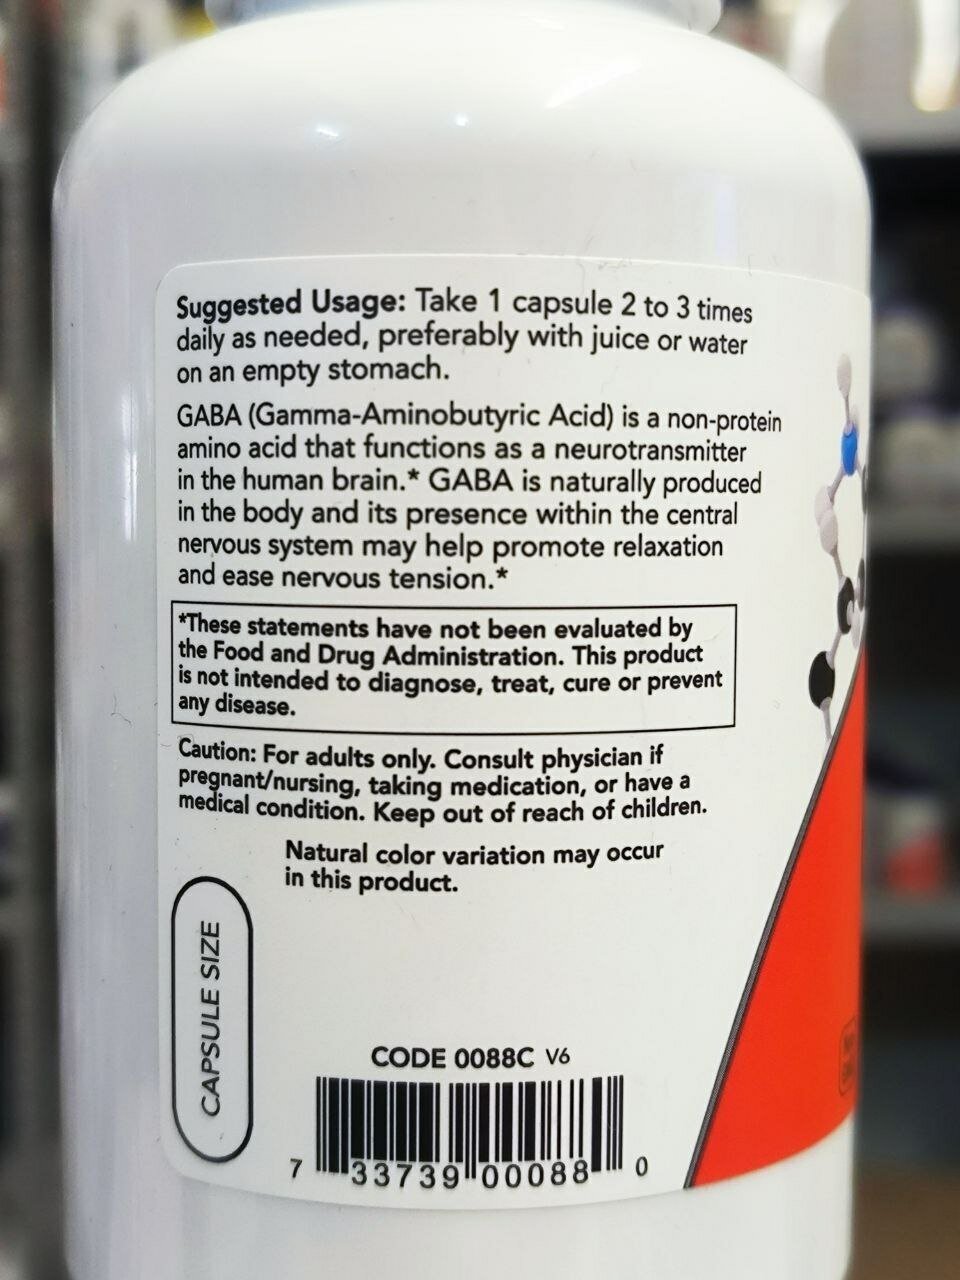 Suggested Usage: Take 1 capsule 2 to 3 times
daily as needed, preferably with juice or water
on an empty stomach.
GABA (Gamma-Aminobutyric Acid) is a non-protein
amino acid that functions as a neurotransmitter
in the human brain.* GABA is naturally produced
in the body and its presence within the central
nervous system may help promote relaxation
and ease nervous tension.*
*These statements have not been evaluated by
the Food and Drug Administration. This product
is not intended to diagnose, treat, cure or prevent
any disease.
Caution: For adults only. Consult physician if
pregnant/nursing, taking medication, or have a
medical condition. Keep out of reach of children.
Natural color variation may occur
in this product.
CAPSULE SIZE
CODE 0088C V6
7 33739 00088 0